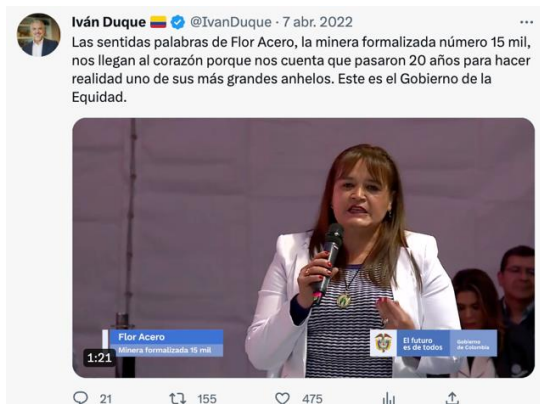 Iván Duque @IvanDuque · 7 abr. 2022
Las sentidas palabras de Flor Acero, la minera formalizada número 15 mil,
nos llegan al corazón porque nos cuenta que pasaron 20 años para hacer
realidad uno de sus más grandes anhelos. Este es el Gobierno de la
Equidad.
Flor Acero
Minera formalizada 15 mil
1:21
El futuro
es de todos
Gobierno
de Colombia
21 155 475